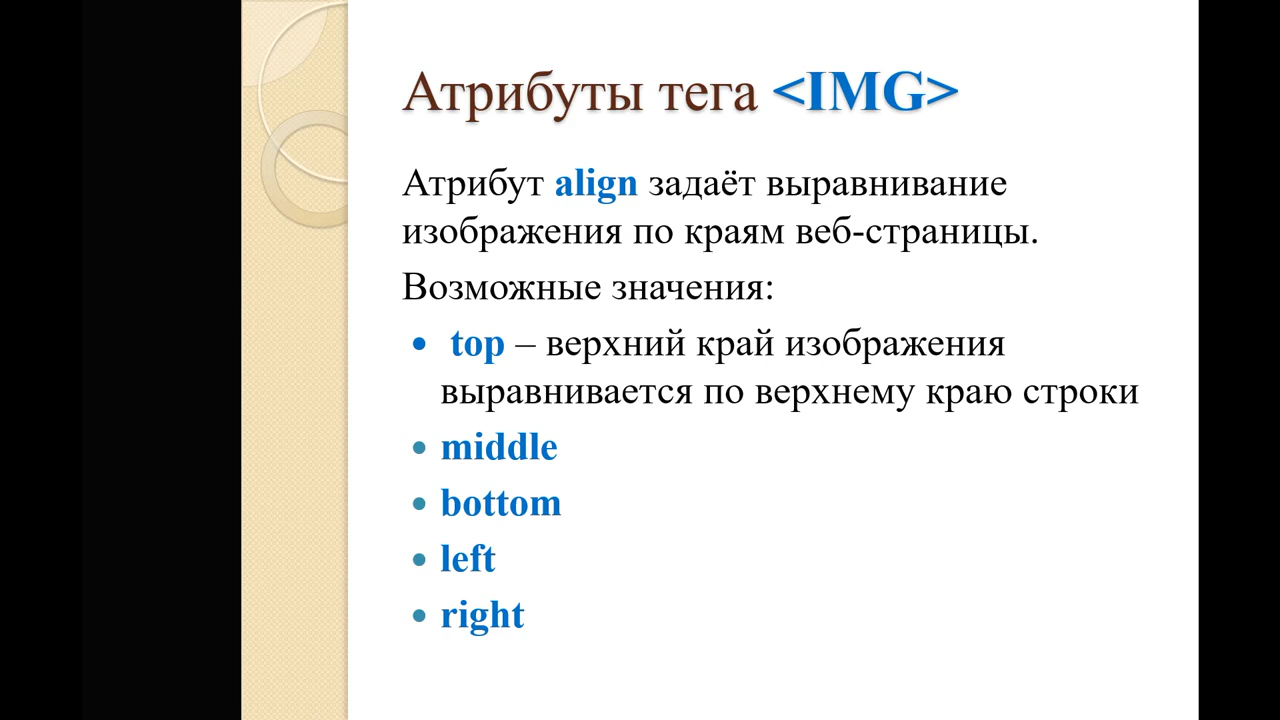 Атрибуты тега <IMG>
Атрибут align задаёт выравнивание
изображения по краям веб-страницы.
Возможные значения:
• top – верхний край изображения
выравнивается по верхнему краю строки
• middle
• bottom
• left
• right